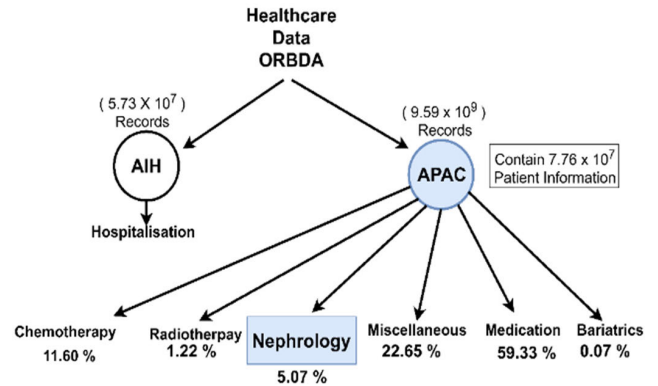 Healthcare
Data
ORBDA
( 5.73 X 10⁷ )
Records
( 9.59 x 10⁹ )
Records
AIH
APAC
Contain 7.76 x 10⁷
Patient Information
Hospitalisation
Chemotherapy
11.60 %
Radiotherpay
1.22 %
Nephrology
5.07 %
Miscellaneous
22.65 %
Medication
59.33 %
Bariatrics
0.07 %